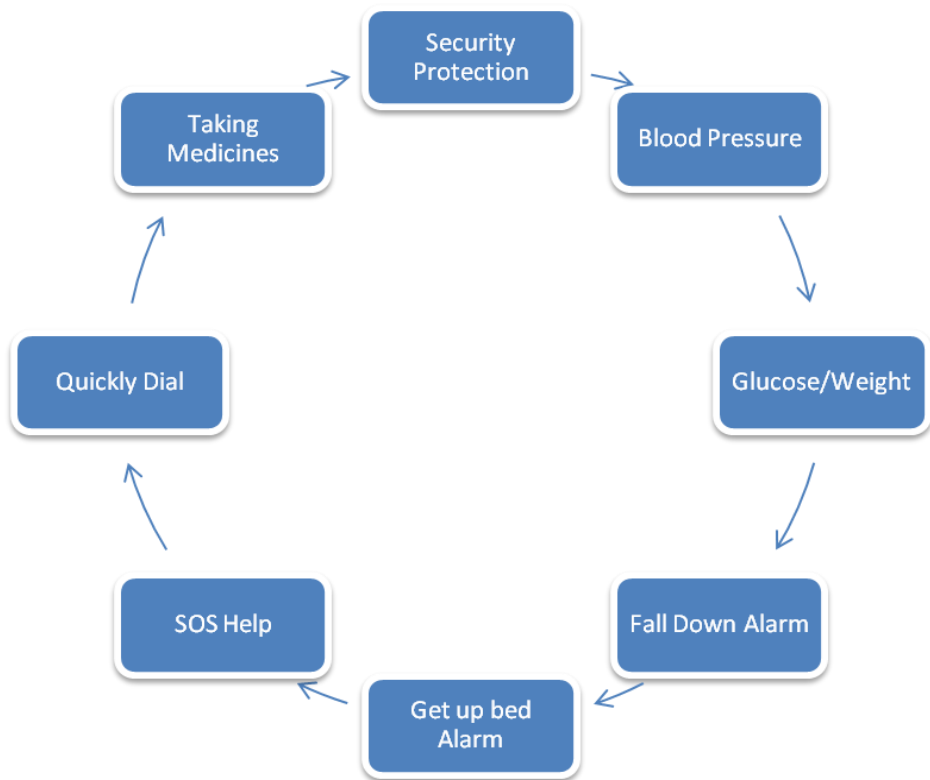 Security
Protection
Blood Pressure
Glucose/Weight
Fall Down Alarm
Get up bed
Alarm
SOS Help
Quickly Dial
Taking
Medicines